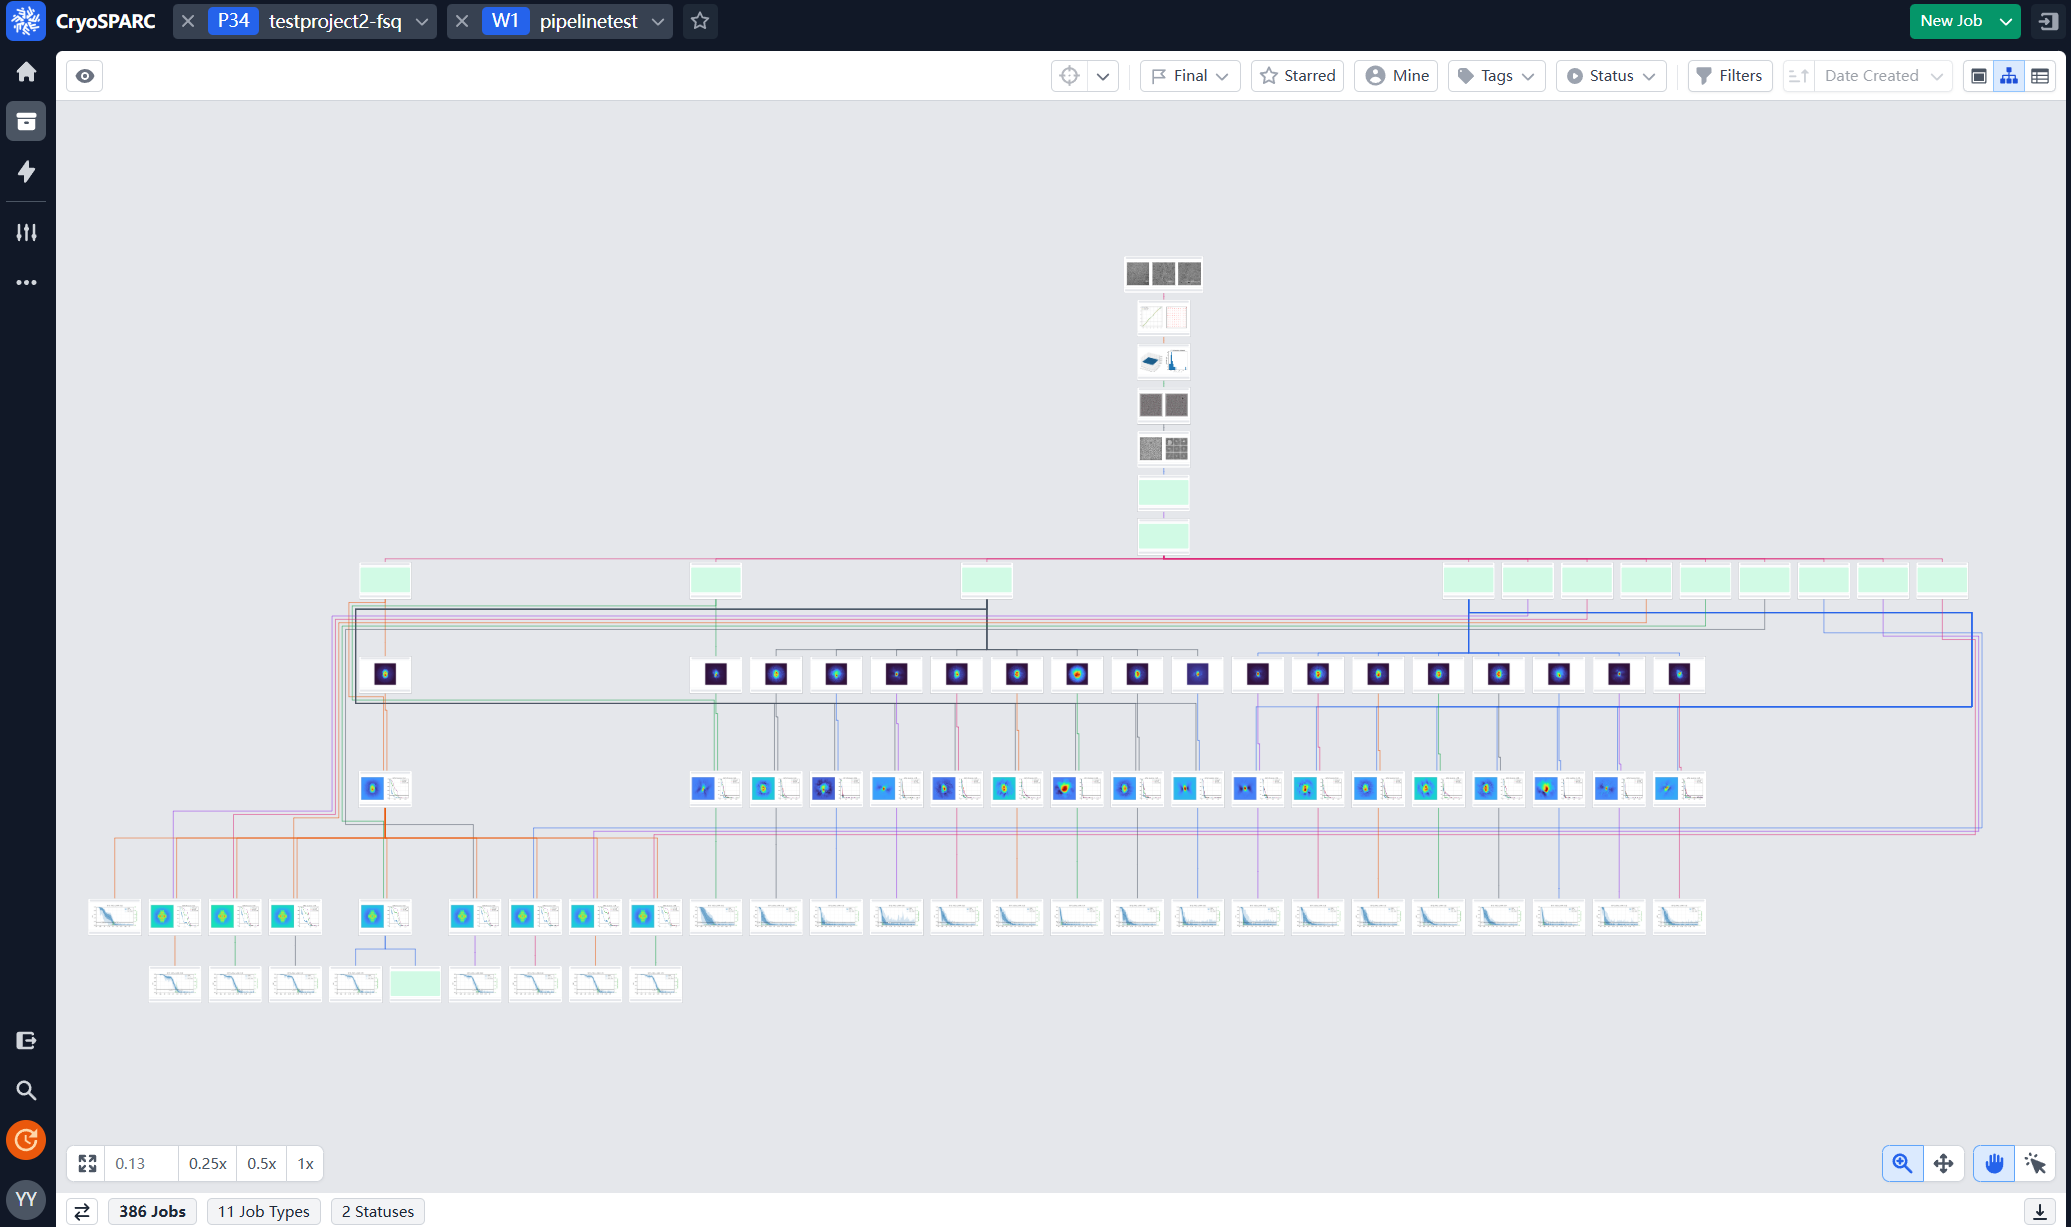 CryoSPARC P34 testproject2-fsq W1 pipelinetest New Job
Final Starred Mine Tags Status Filters Date Created
0.13 0.25x 0.5x 1x
YY
386 Jobs 11 Job Types 2 Statuses